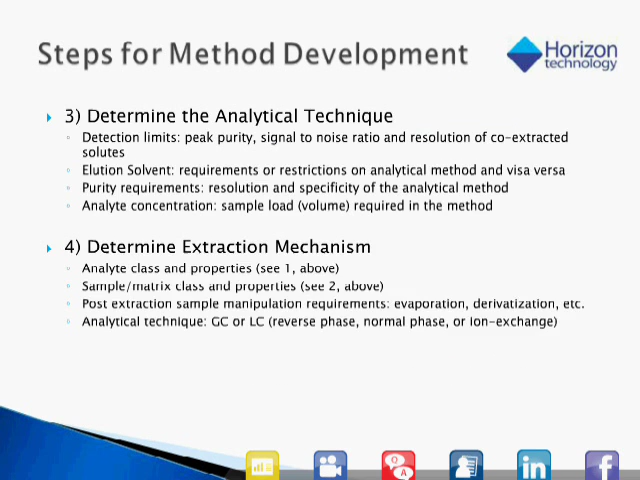 Steps for Method Development
Horizon
technology
3) Determine the Analytical Technique
Detection limits: peak purity, signal to noise ratio and resolution of co-extracted
solutes
Elution Solvent: requirements or restrictions on analytical method and visa versa
Purity requirements: resolution and specificity of the analytical method
Analyte concentration: sample load (volume) required in the method
4) Determine Extraction Mechanism
Analyte class and properties (see 1, above)
Sample/matrix class and properties (see 2, above)
Post extraction sample manipulation requirements: evaporation, derivatization, etc.
Analytical technique: GC or LC (reverse phase, normal phase, or ion-exchange)
Q
A
in
f